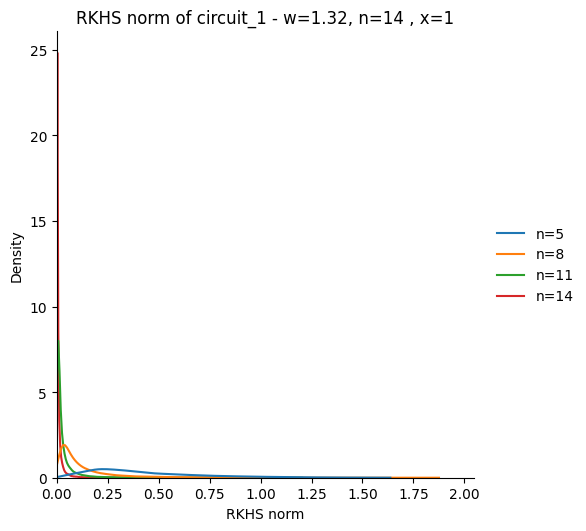 RKHS norm of circuit_1 - w=1.32, n=14 , x=1
25
20
15
10
5
0
Density
0.00 0.25 0.50 0.75 1.00 1.25 1.50 1.75 2.00
RKHS norm
n=5
n=8
n=11
n=14